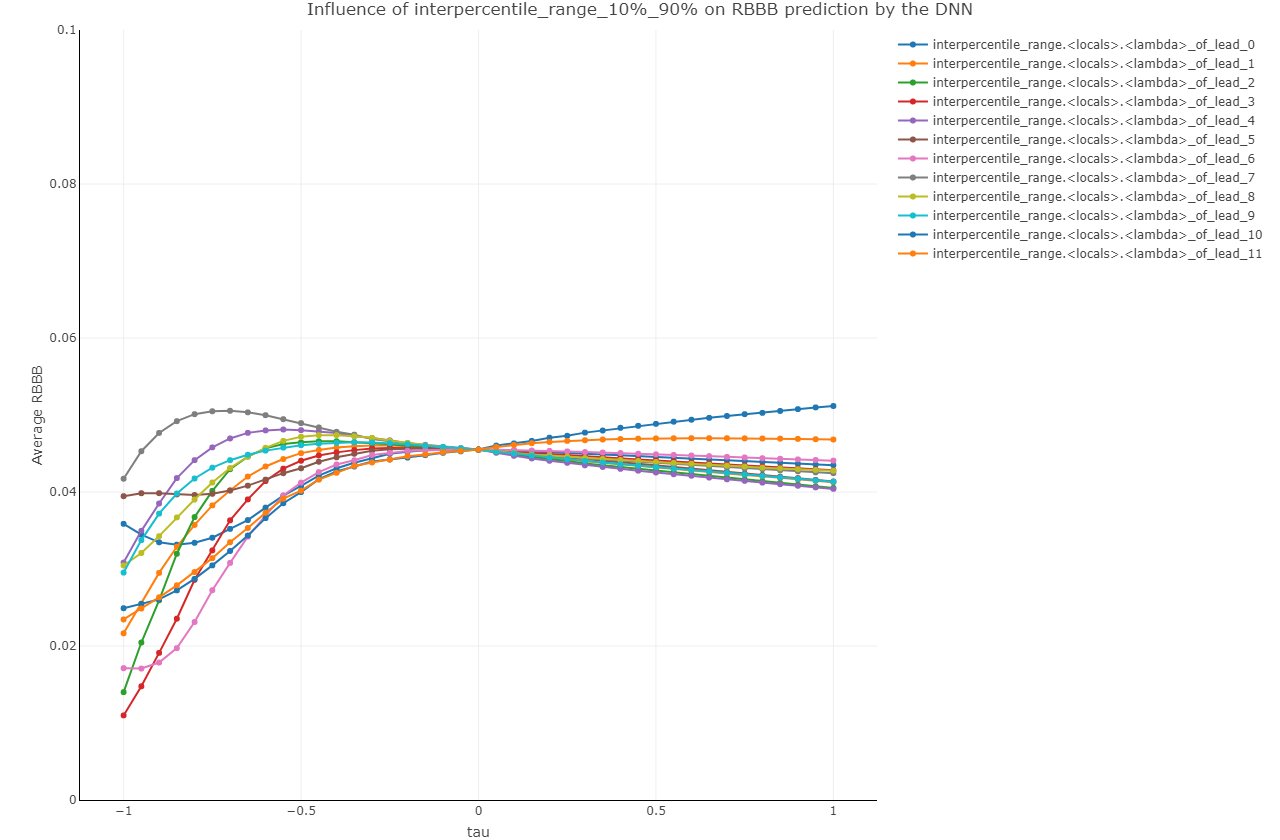 Influence of interpercentile_range_10%_90% on RBBB prediction by the DNN
0.1
0.08
0.06
0.04
0.02
0
Average RBBB
−1
−0.5
0
0.5
1
tau
interpercentile_range.<locals>.<lambda>_of_lead_0
interpercentile_range.<locals>.<lambda>_of_lead_1
interpercentile_range.<locals>.<lambda>_of_lead_2
interpercentile_range.<locals>.<lambda>_of_lead_3
interpercentile_range.<locals>.<lambda>_of_lead_4
interpercentile_range.<locals>.<lambda>_of_lead_5
interpercentile_range.<locals>.<lambda>_of_lead_6
interpercentile_range.<locals>.<lambda>_of_lead_7
interpercentile_range.<locals>.<lambda>_of_lead_8
interpercentile_range.<locals>.<lambda>_of_lead_9
interpercentile_range.<locals>.<lambda>_of_lead_10
interpercentile_range.<locals>.<lambda>_of_lead_11